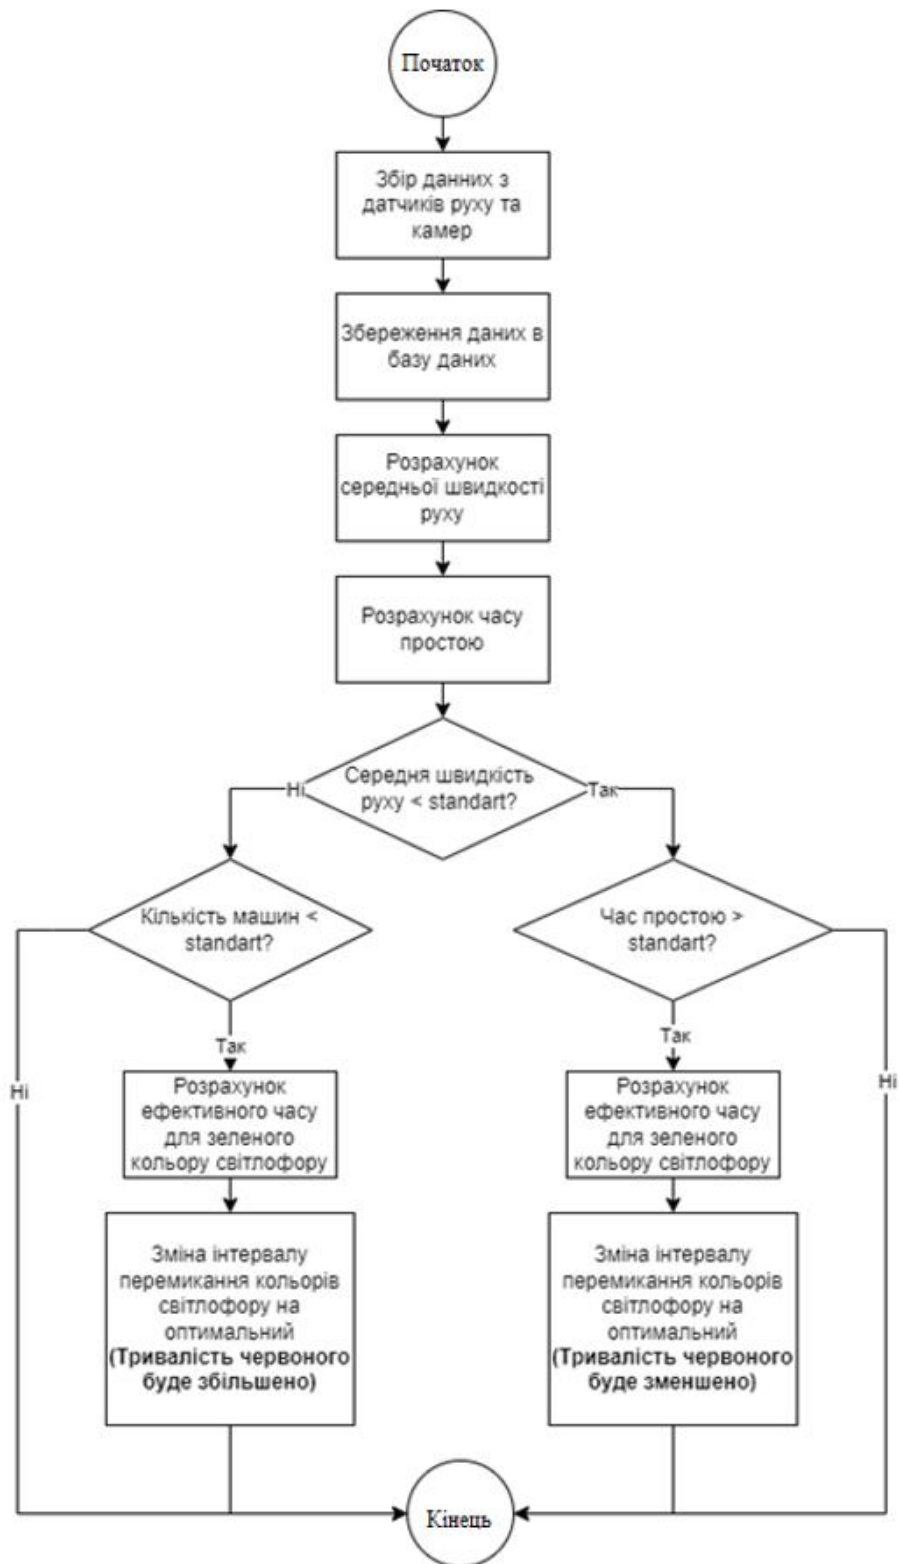 Початок
Збір данних з
датчиків руху та
камер
Збереження даних в
базу даних
Розрахунок
середньої швидкості
руху
Розрахунок часу
простою
Середня швидкість
руху < standart?
Ні
Так
Кількість машин <
standart?
Час простою >
standart?
Так
Так
Ні
Ні
Розрахунок
ефективного часу
для зеленого
кольору світлофору
Розрахунок
ефективного часу
для зеленого
кольору світлофору
Зміна інтервалу
перемикання кольорів
світлофору на
оптимальний
(Тривалість червоного
буде збільшено)
Зміна інтервалу
перемикання кольорів
світлофору на
оптимальний
(Тривалість червоного
буде зменшено)
Кінець